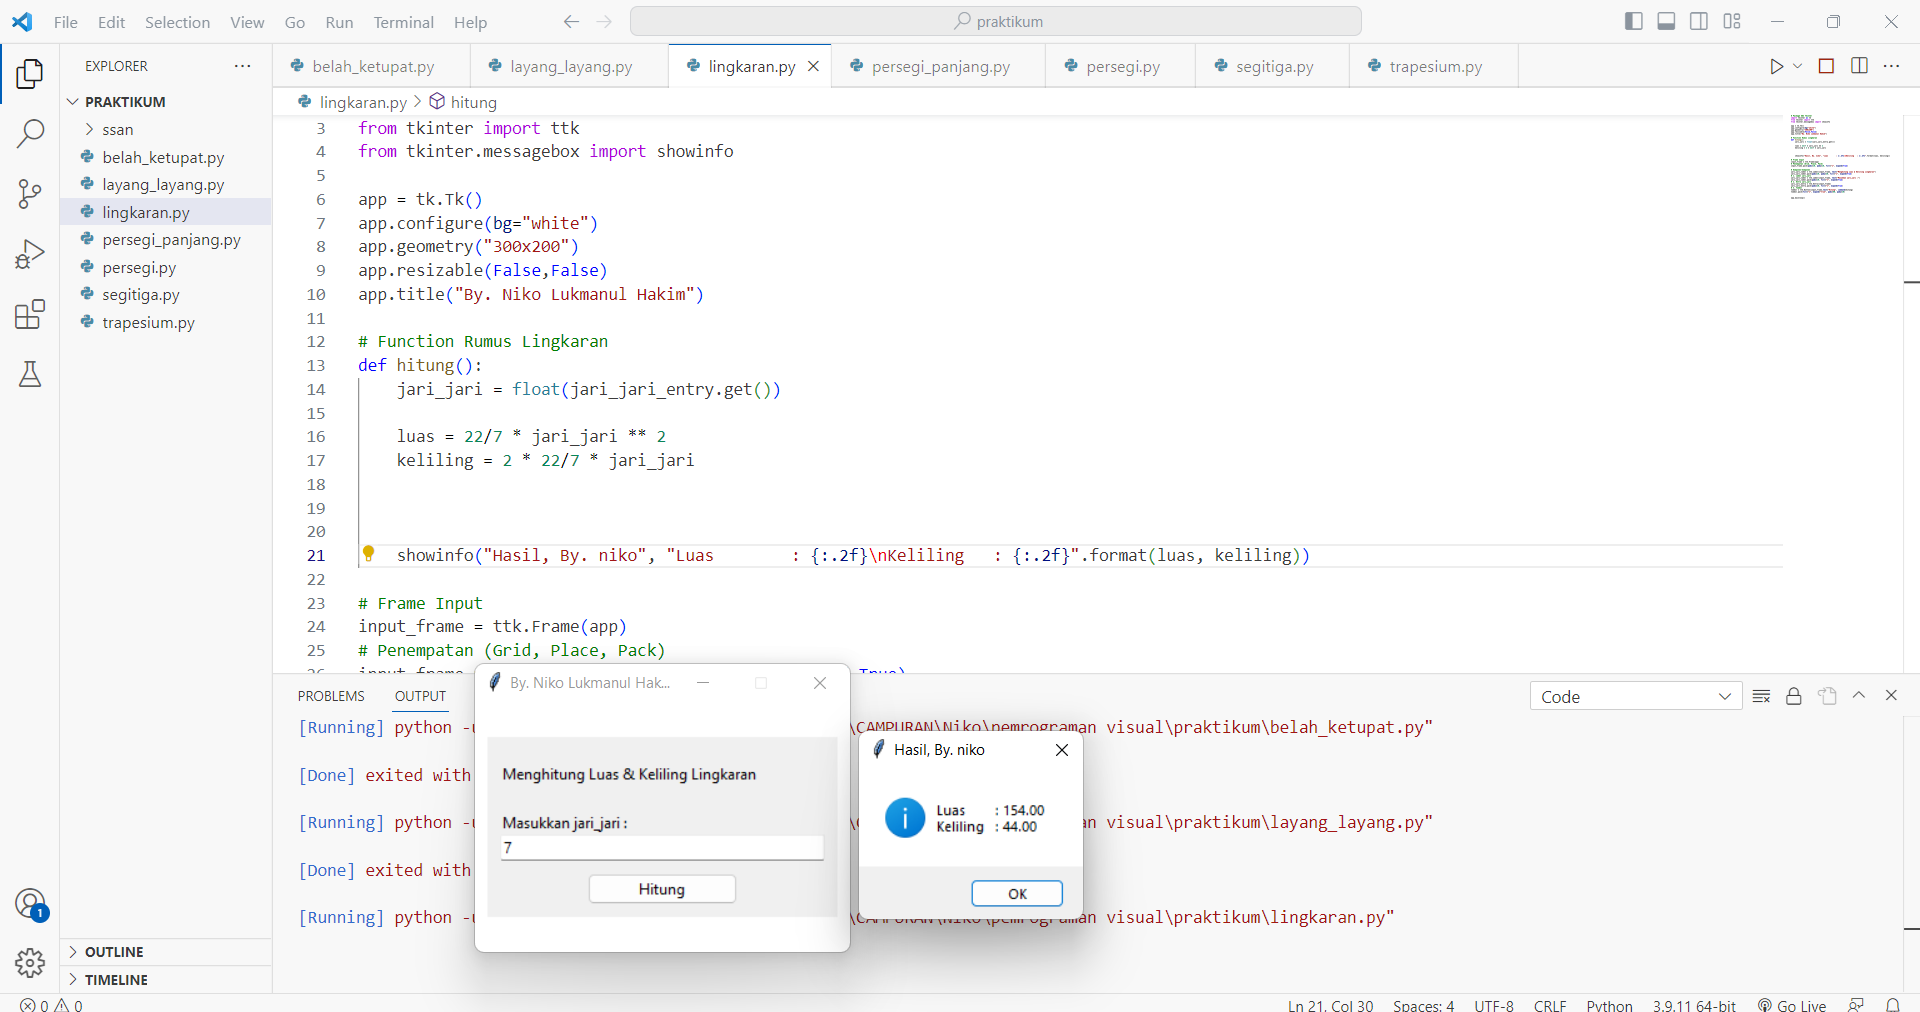 File Edit Selection View Go Run Terminal Help
praktikum
EXPLORER
PRAKTIKUM
ssan
belah_ketupat.py
layang_layang.py
lingkaran.py
persegi_panjang.py
persegi.py
segitiga.py
trapesium.py
OUTLINE
TIMELINE
1
belah_ketupat.py layang_layang.py lingkaran.py persegi_panjang.py persegi.py segitiga.py trapesium.py
lingkaran.py > hitung
3 from tkinter import ttk
4 from tkinter.messagebox import showinfo
5
6 app = tk.Tk()
7 app.configure(bg="white")
8 app.geometry("300x200")
9 app.resizable(False,False)
10 app.title("By. Niko Lukmanul Hakim")
11
12 # Function Rumus Lingkaran
13 def hitung():
14     jari_jari = float(jari_jari_entry.get())
15
16     luas = 22/7 * jari_jari ** 2
17     keliling = 2 * 22/7 * jari_jari
18
19
20
21     showinfo("Hasil, By. niko", "Luas        : {:.2f}\nKeliling   : {:.2f}".format(luas, keliling))
22
23 # Frame Input
24 input_frame = ttk.Frame(app)
25 # Penempatan (Grid, Place, Pack)
26 input_frame True)
PROBLEMS OUTPUT
Code
[Running] python -u \CAMPURAN\Niko\pemrograman visual\praktikum\belah_ketupat.py"
[Done] exited with
[Running] python -u visual\praktikum\layang_layang.py"
[Done] exited with
[Running] python -u \CAMPURAN\Niko\pemrograman visual\praktikum\lingkaran.py"
By. Niko Lukmanul Hak...
Menghitung Luas & Keliling Lingkaran
Masukkan jari_jari :
7
Hitung
Hasil, By. niko
Luas : 154.00
Keliling : 44.00
OK
0 0
Ln 21, Col 30 Spaces: 4 UTF-8 CRLF Python 3.9.11 64-bit Go Live